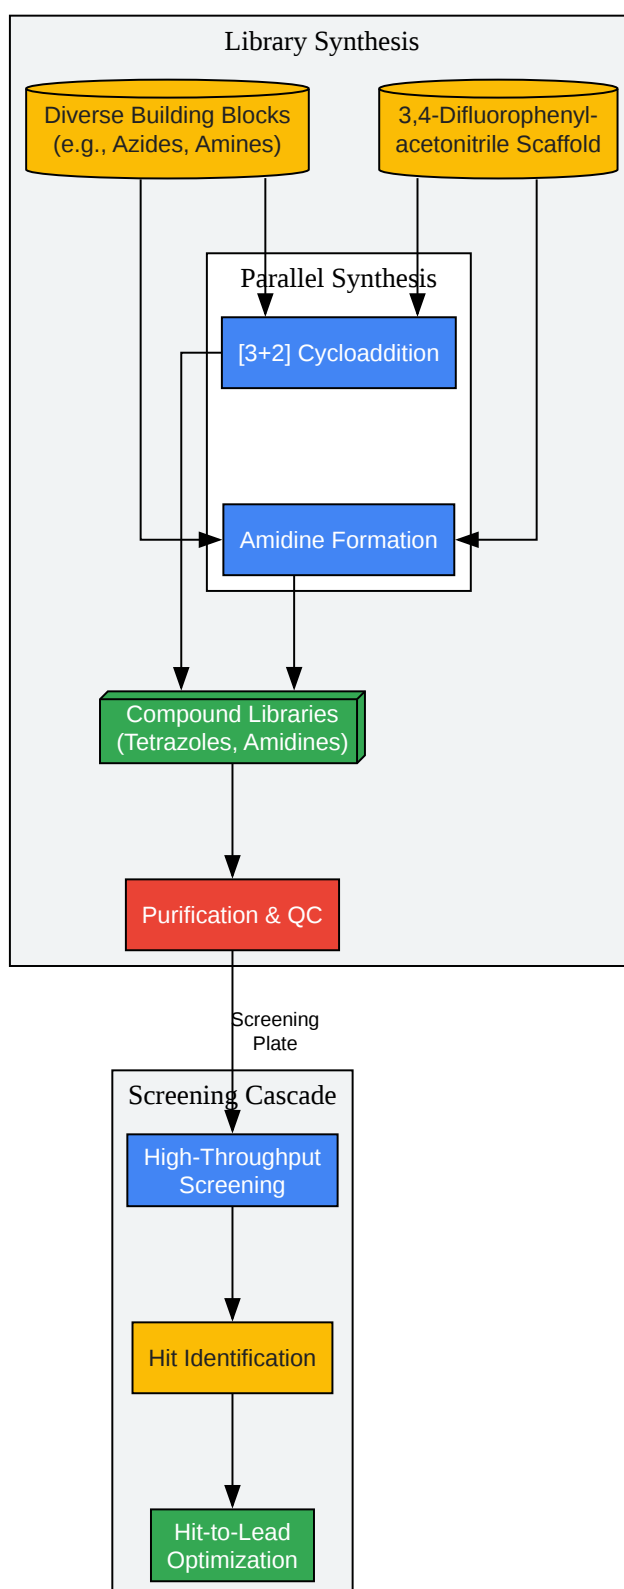 Library Synthesis
Diverse Building Blocks
(e.g., Azides, Amines)
3,4-Difluorophenyl-
acetonitrile Scaffold
Parallel Synthesis
[3+2] Cycloaddition
Amidine Formation
Compound Libraries
(Tetrazoles, Amidines)
Purification & QC
Screening
Plate
Screening Cascade
High-Throughput
Screening
Hit Identification
Hit-to-Lead
Optimization